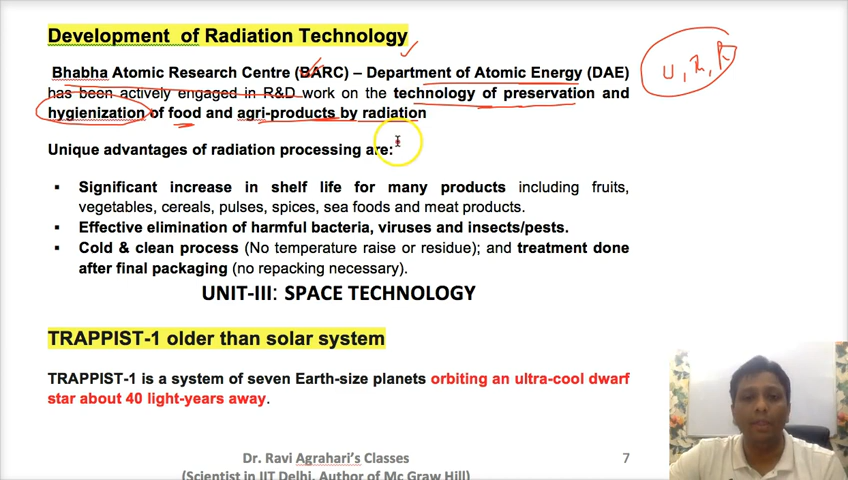 Development of Radiation Technology
Bhabha Atomic Research Centre (BARC) – Department of Atomic Energy (DAE)
has been actively engaged in R&D work on the technology of preservation and
hygienization of food and agri-products by radiation
Unique advantages of radiation processing are:
▪ Significant increase in shelf life for many products including fruits,
vegetables, cereals, pulses, spices, sea foods and meat products.
▪ Effective elimination of harmful bacteria, viruses and insects/pests.
▪ Cold & clean process (No temperature raise or residue); and treatment done
after final packaging (no repacking necessary).
UNIT-III: SPACE TECHNOLOGY
TRAPPIST-1 older than solar system
TRAPPIST-1 is a system of seven Earth-size planets orbiting an ultra-cool dwarf
star about 40 light-years away.
Dr. Ravi Agrahari's Classes
7
(Scientist in IIT Delhi, Author of Mc Graw Hill)